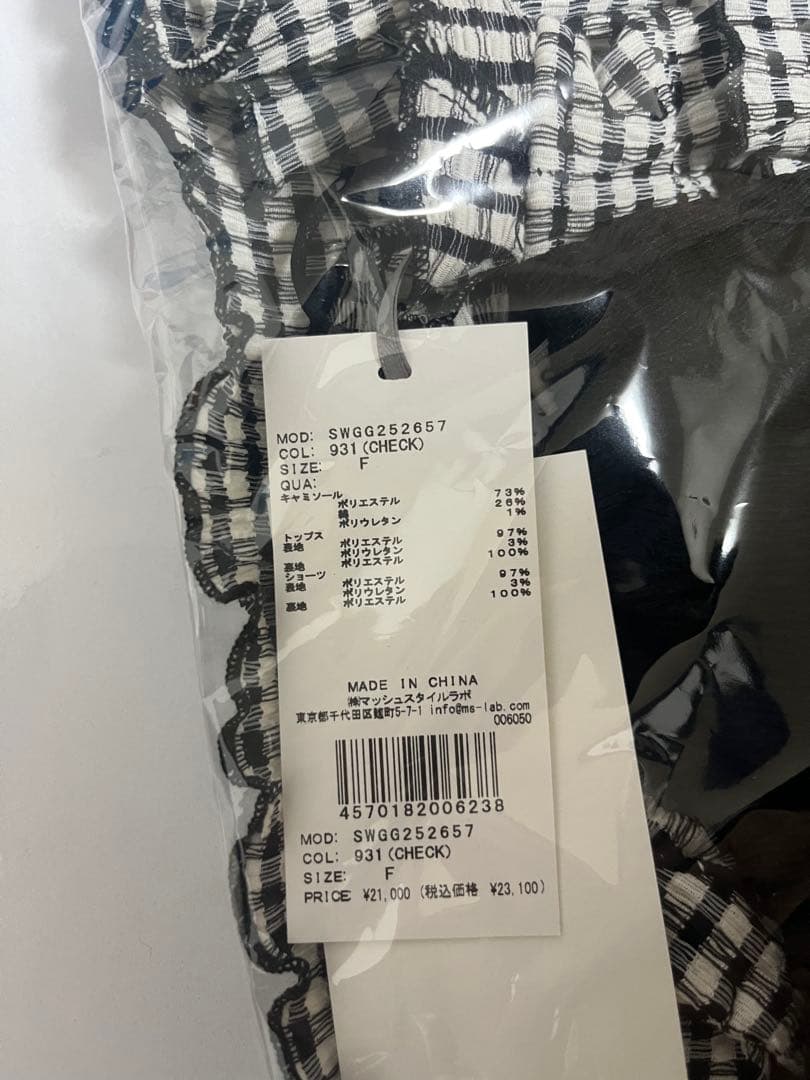 MOD: SWGG252657
COL: 931(CHECK)
SIZE: F
QUA:
キャミソール
ポリエステル 73%
綿 26%
ポリウレタン 1%
トップス
表地 ポリエステル 97%
ポリウレタン 3%
裏地 ポリエステル 100%
ショーツ
表地 ポリエステル 97%
ポリウレタン 3%
裏地 ポリエステル 100%
MADE IN CHINA
㈱マッシュスタイルラボ
東京都千代田区麹町5-7-1 info@ms-lab.com
006050
4570182006238
MOD: SWGG252657
COL: 931(CHECK)
SIZE: F
PRICE ¥21,000 (税込価格 ¥23,100)